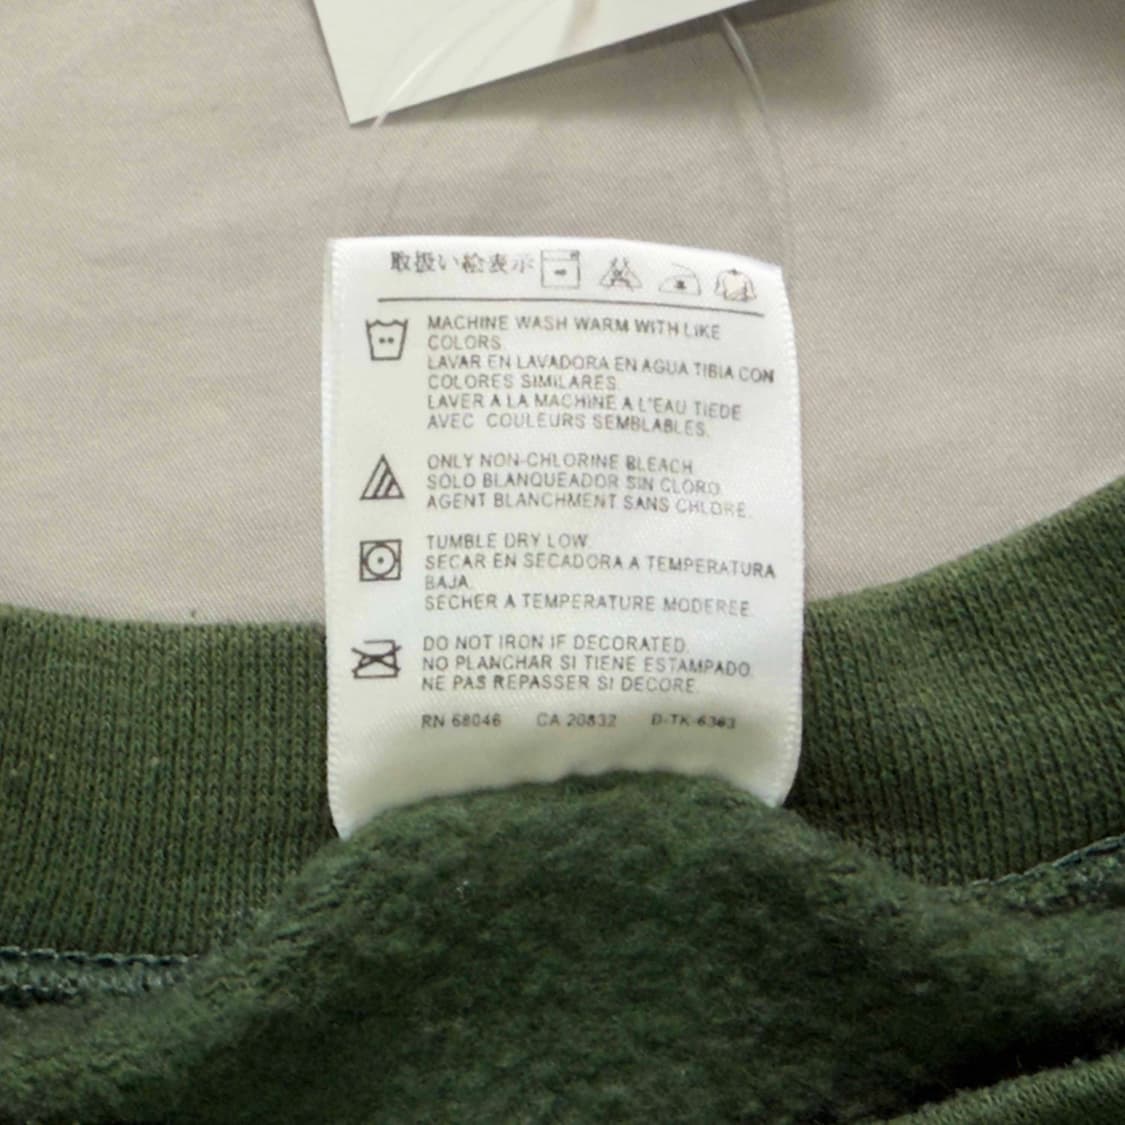 取扱い絵表示
MACHINE WASH WARM WITH LIKE
COLORS.
LAVAR EN LAVADORA EN AGUA TIBIA CON
COLORES SIMILARES.
LAVER A LA MACHINE A L'EAU TIEDE
AVEC COULEURS SEMBLABLES.
ONLY NON-CHLORINE BLEACH
SOLO BLANQUEADOR SIN CLORO
AGENT BLANCHMENT SANS CHLORE.
TUMBLE DRY LOW.
SECAR EN SECADORA A TEMPERATURA
BAJA.
SECHER A TEMPERATURE MODEREE
DO NOT IRON IF DECORATED.
NO PLANCHAR SI TIENE ESTAMPADO
NE PAS REPASSER SI DECORE
RN 68046 CA 20832 D-TK-6363